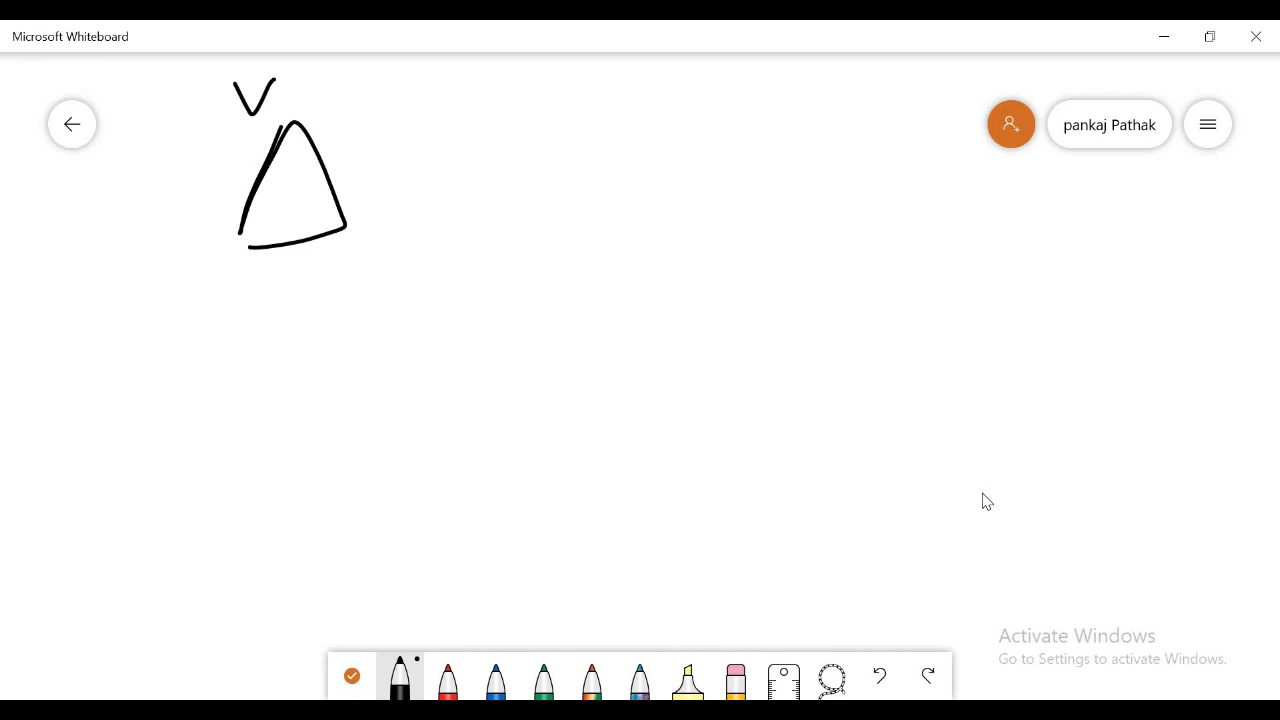 Microsoft Whiteboard
V
pankaj Pathak
Activate Windows
Go to Settings to activate Windows.